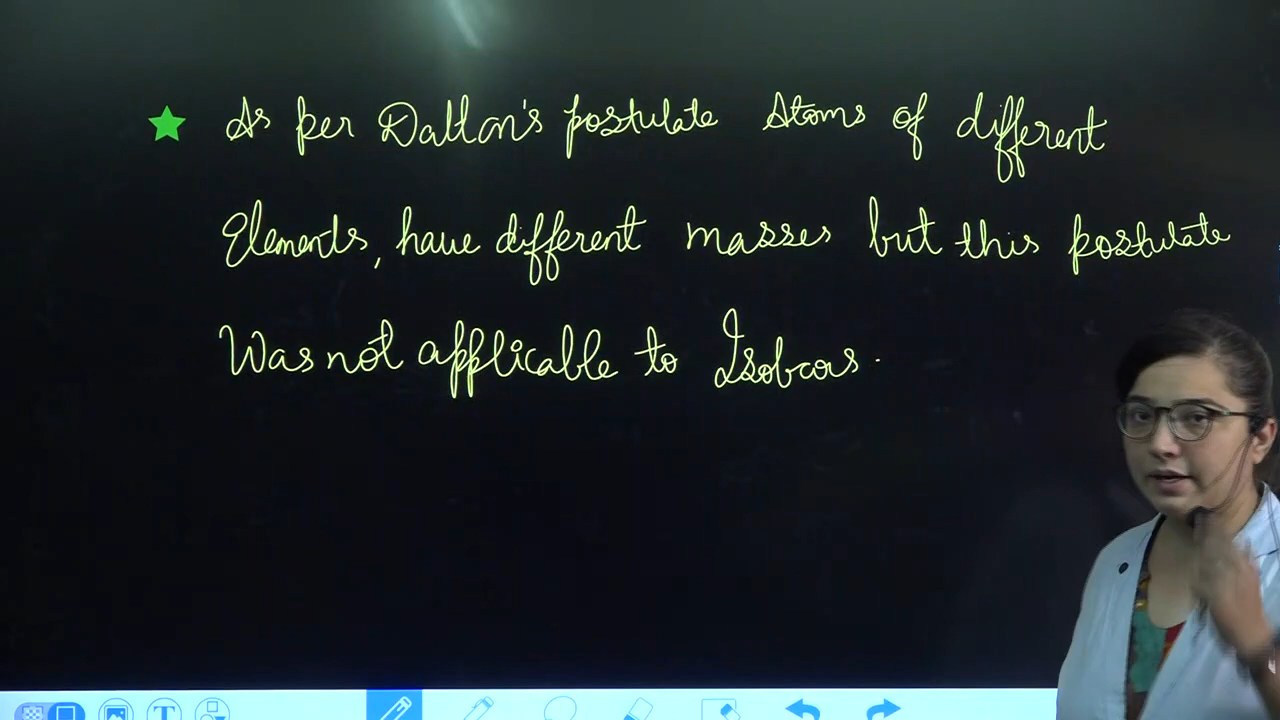 As per Dalton's postulate Atoms of different
Elements, have different masses but this postulate
Was not applicable to Isobars.